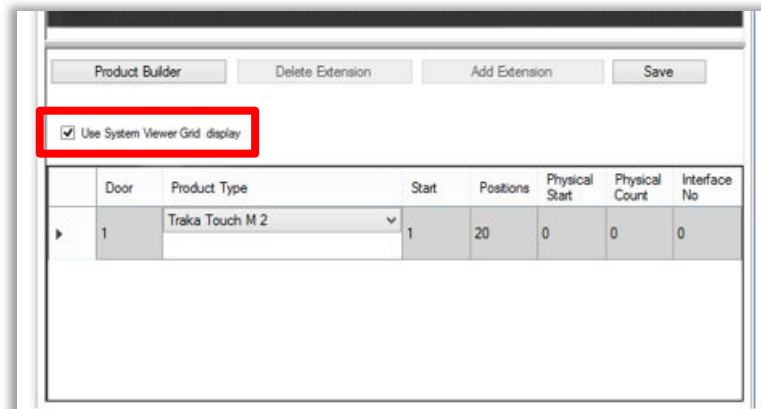 Product Builder Delete Extension Add Extension Save
Use System Viewer Grid display
Door Product Type Start Positions Physical Start Physical Count Interface No
1 Traka Touch M 2 1 20 0 0 0